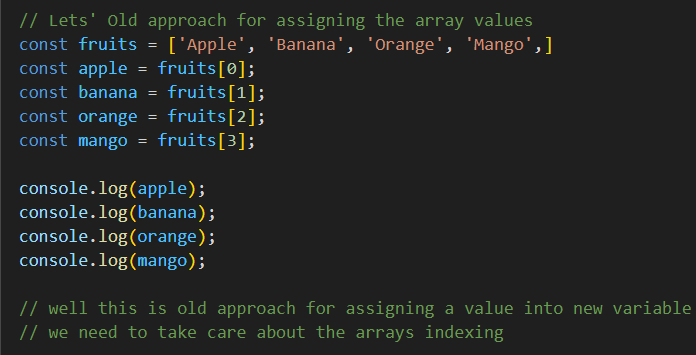 // Lets' Old approach for assigning the array values
const fruits = ['Apple', 'Banana', 'Orange', 'Mango',]
const apple = fruits[0];
const banana = fruits[1];
const orange = fruits[2];
const mango = fruits[3];
console.log(apple);
console.log(banana);
console.log(orange);
console.log(mango);
// well this is old approach for assigning a value into new variable
// we need to take care about the arrays indexing